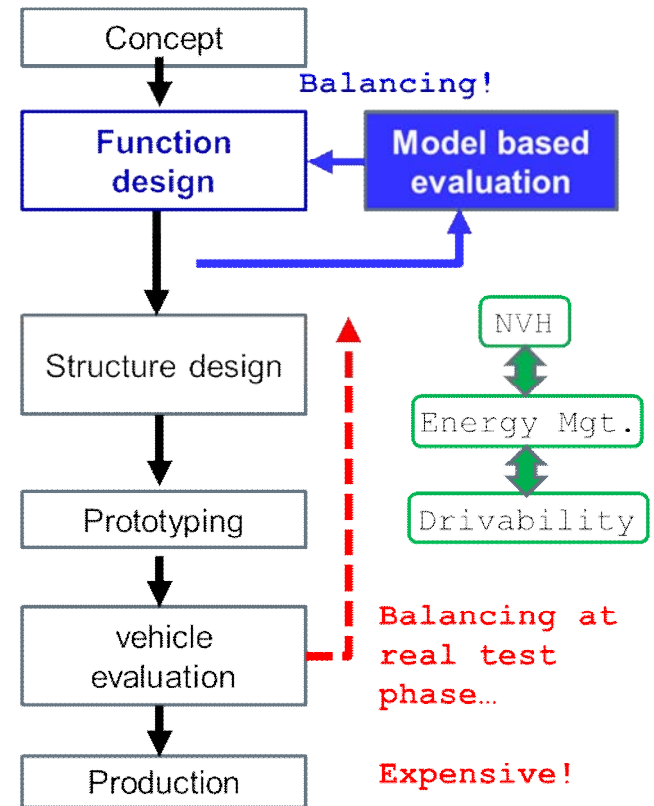 Concept
Balancing!
Function
design
Model based
evaluation
NVH
Structure design
Energy Mgt.
Drivability
Prototyping
vehicle
evaluation
Balancing at
real test
phase…
Production
Expensive!